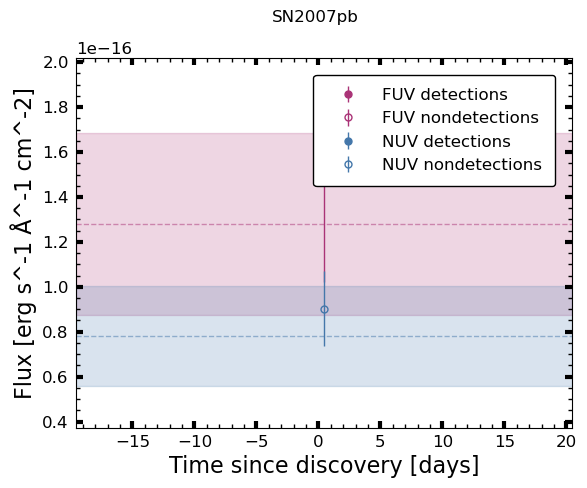 SN2007pb
1e−16
2.0
1.8
1.6
1.4
1.2
1.0
0.8
0.6
0.4
Flux [erg s^-1 Å^-1 cm^-2]
FUV detections
FUV nondetections
NUV detections
NUV nondetections
−15 −10 −5 0 5 10 15 20
Time since discovery [days]